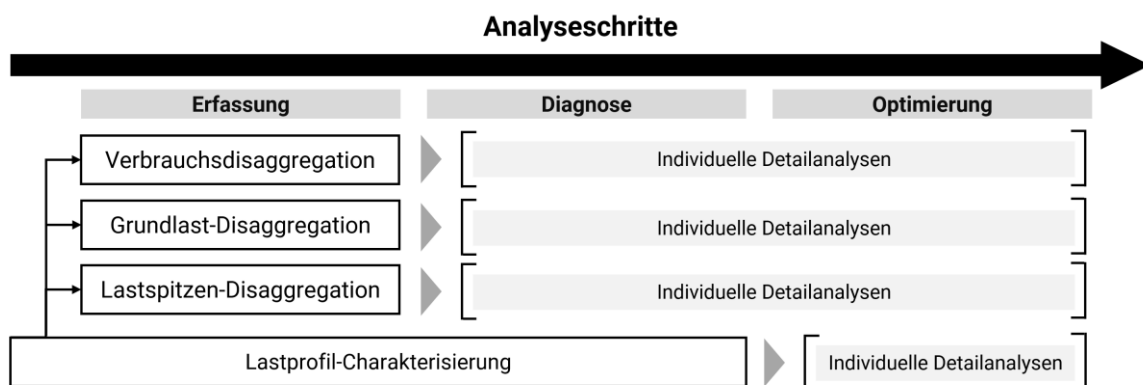 Analyseschritte
Erfassung
Diagnose
Optimierung
Verbrauchsdisaggregation
Individuelle Detailanalysen
Grundlast-Disaggregation
Individuelle Detailanalysen
Lastspitzen-Disaggregation
Individuelle Detailanalysen
Lastprofil-Charakterisierung
Individuelle Detailanalysen